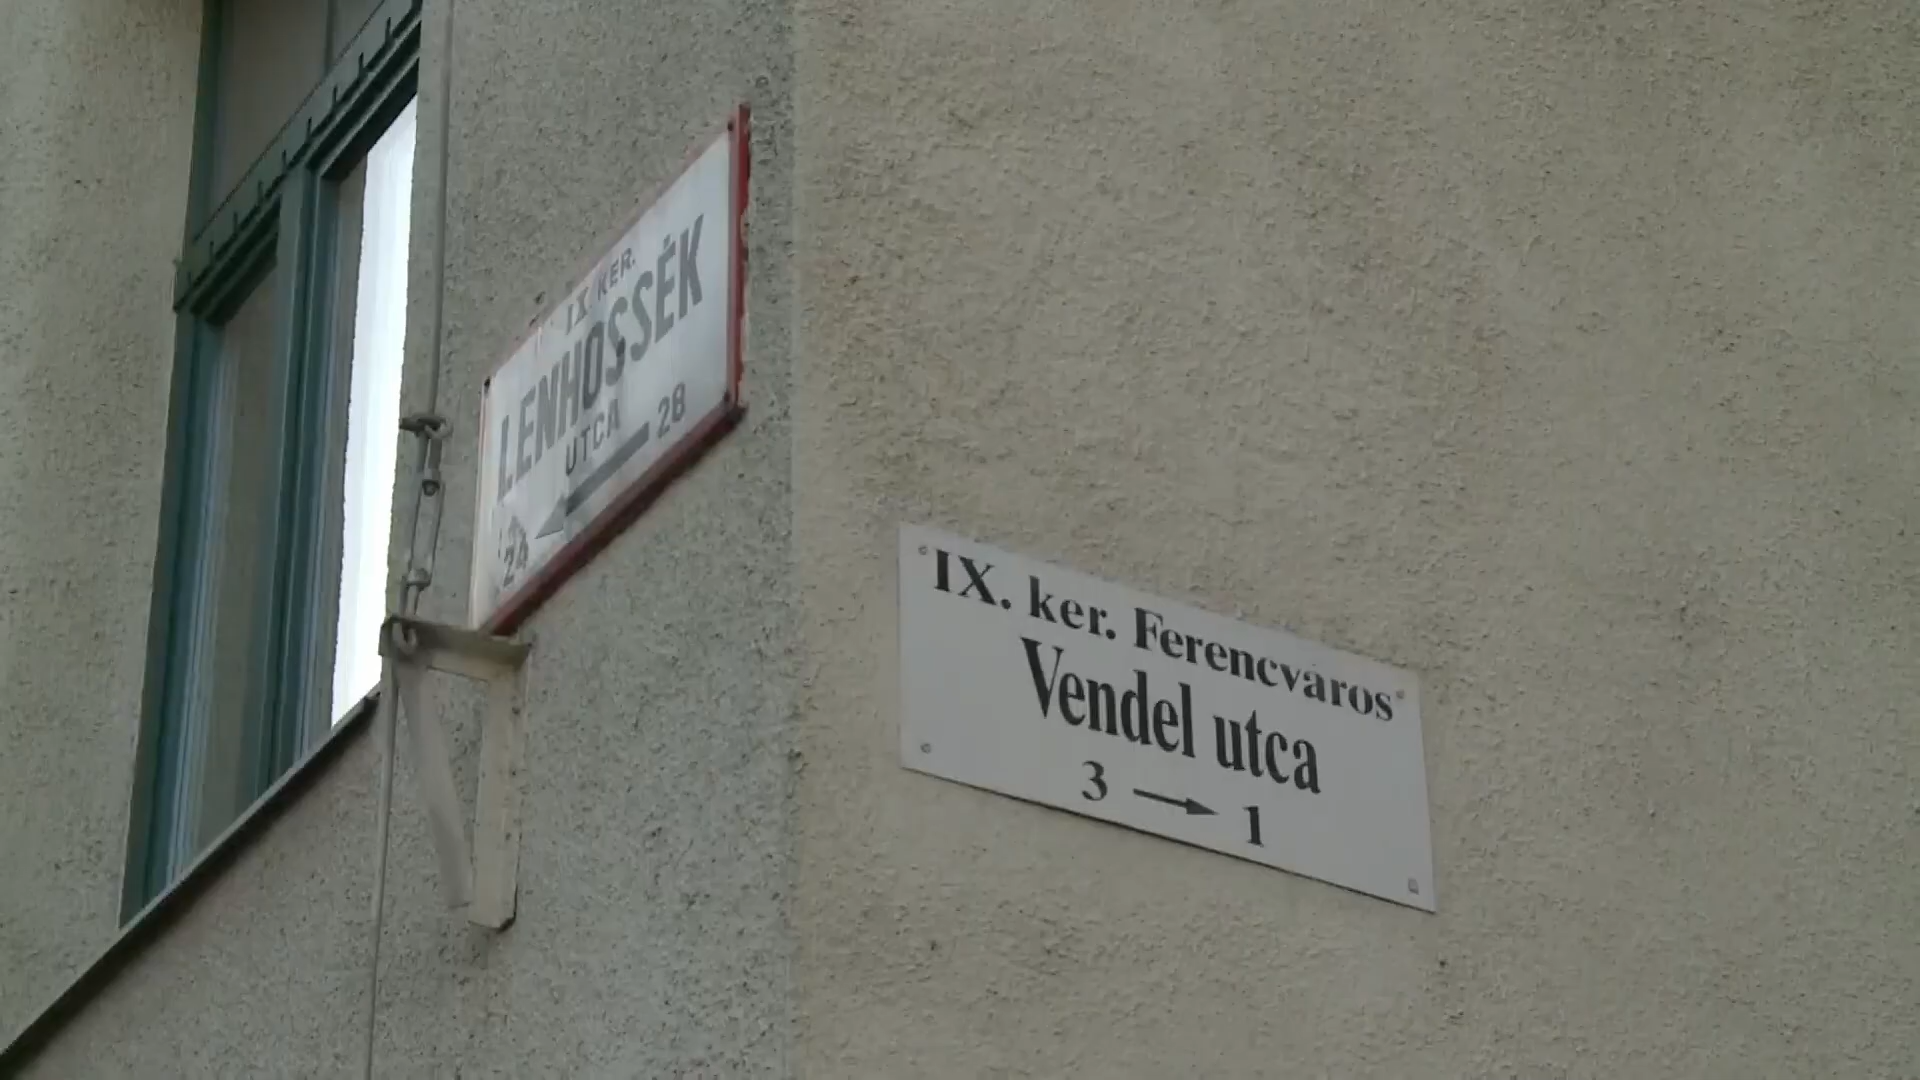 IX. KER.
LENHOSSÉK
UTCA
28
24
IX. ker. Ferencváros
Vendel utca
3 → 1